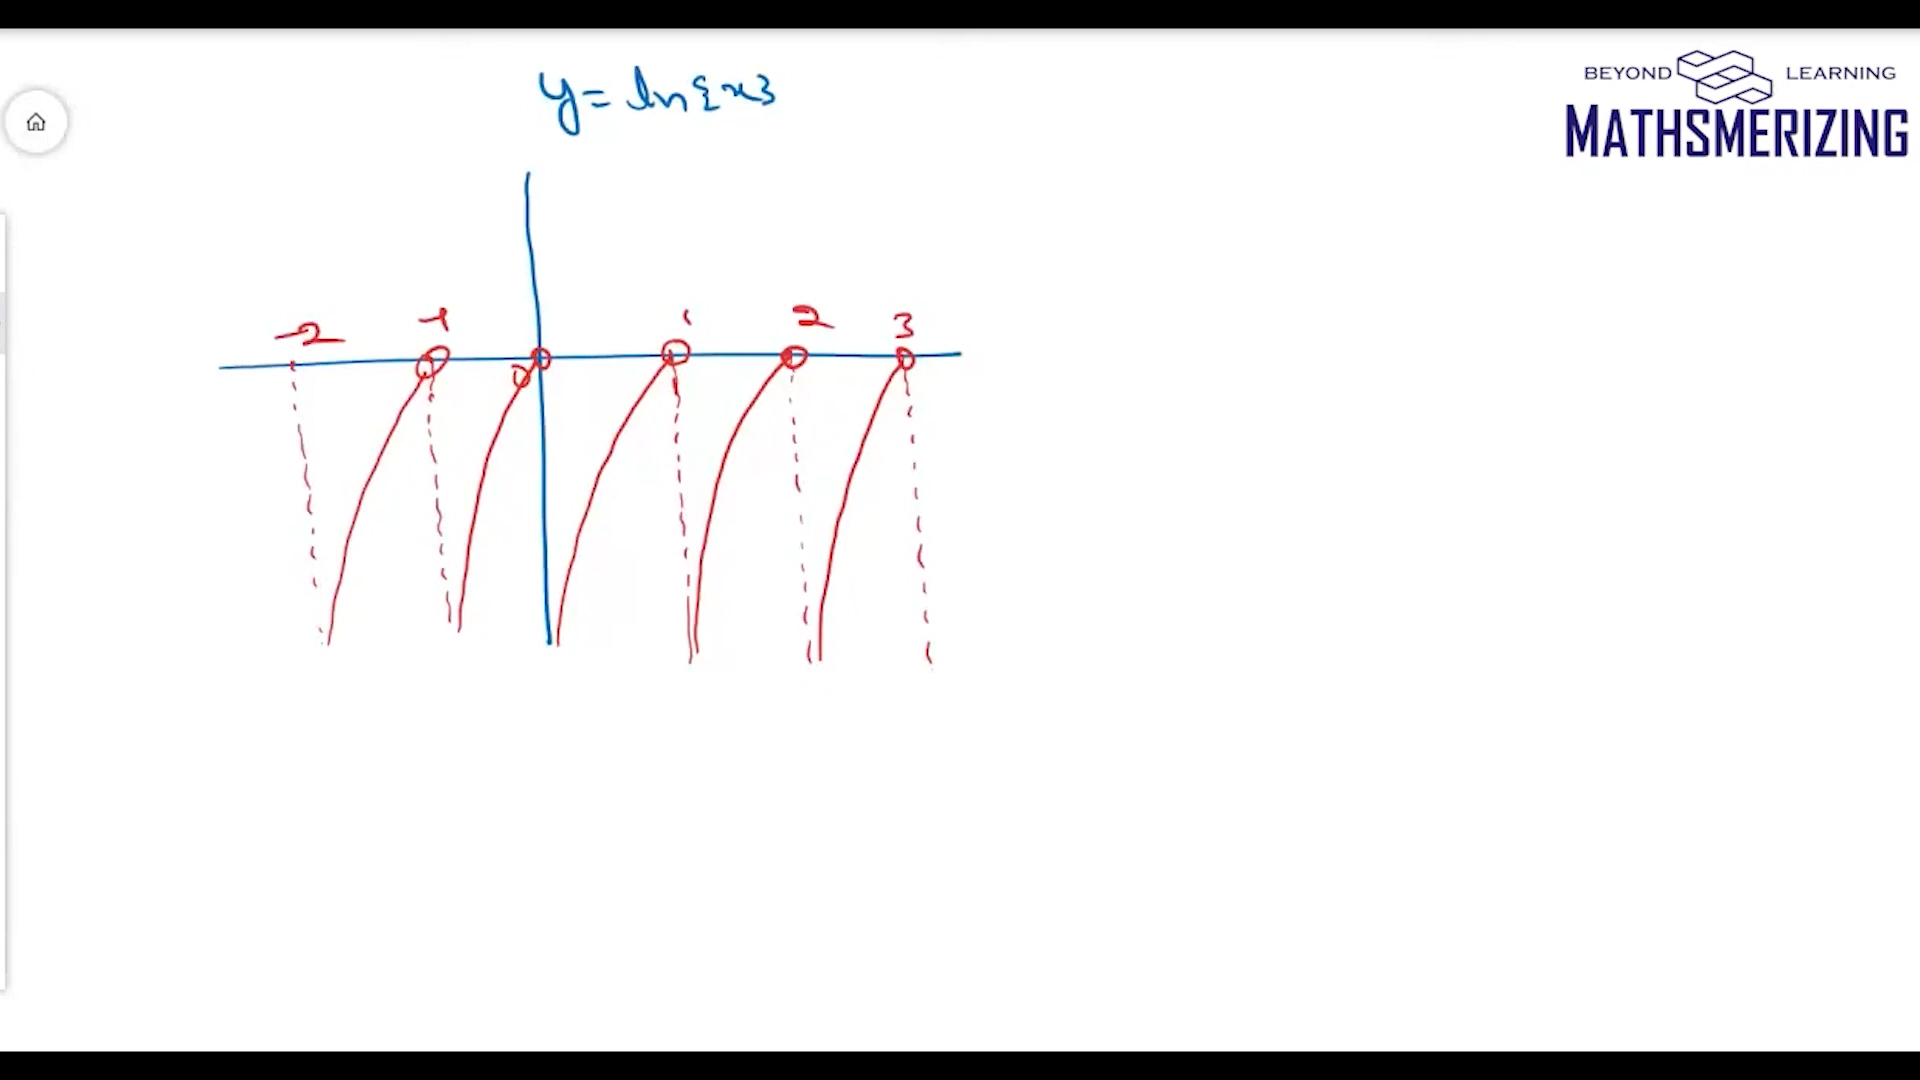 y = ln{x}
BEYOND LEARNING
MATHSMERIZING
-2 -1 0 1 2 3